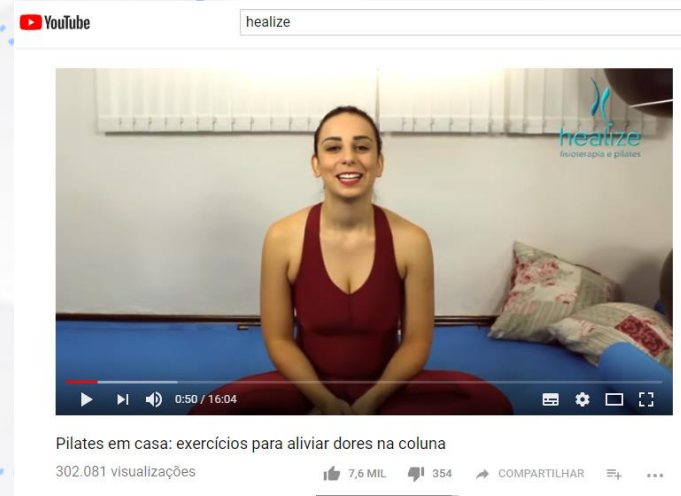 YouTube
healize
healize
fisioterapia e pilates
0:50 / 16:04
Pilates em casa: exercícios para aliviar dores na coluna
302.081 visualizações
7,6 MIL 354 COMPARTILHAR